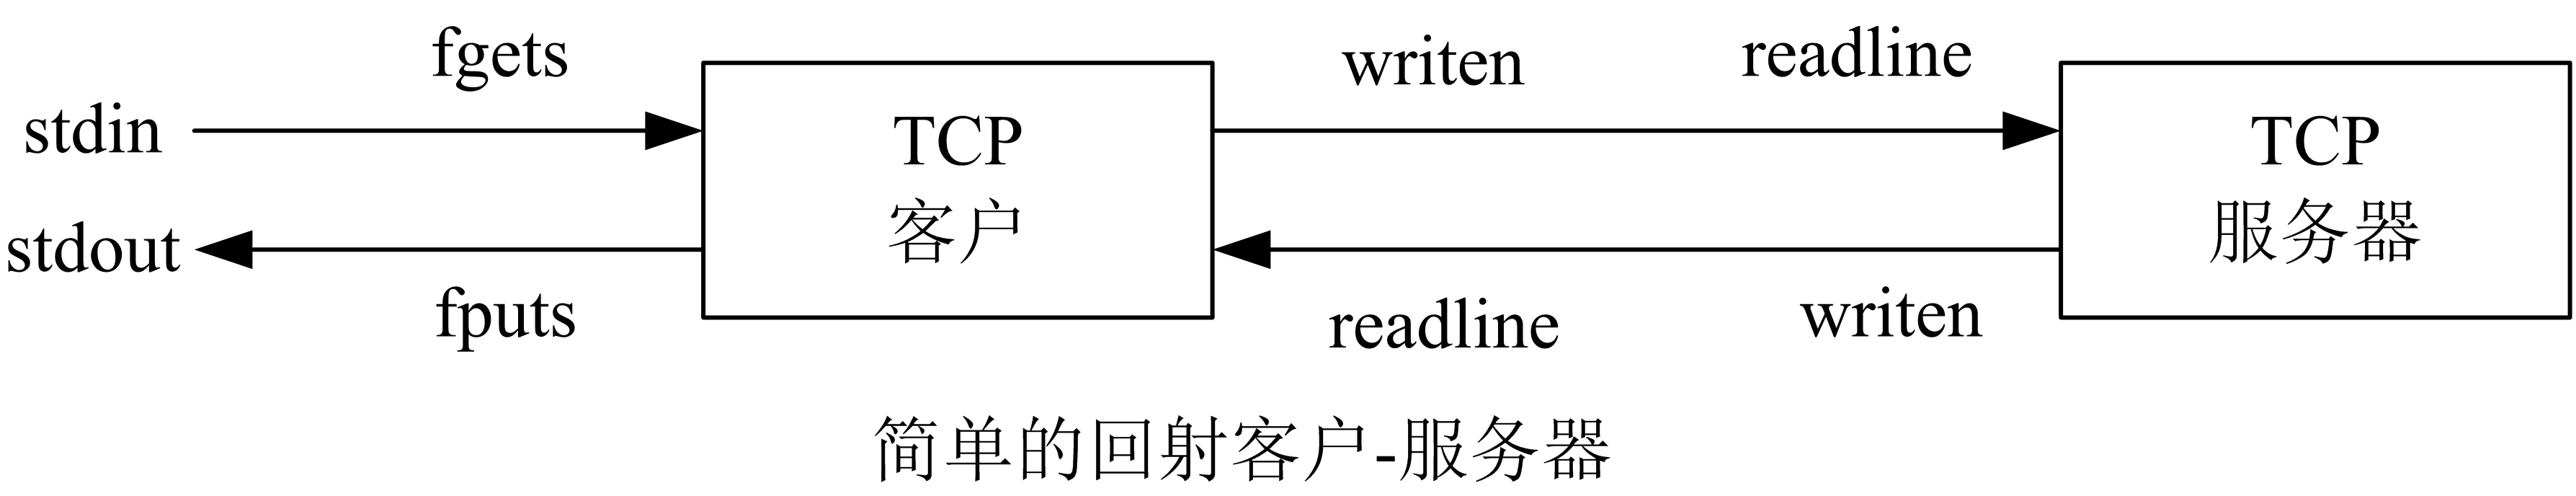 fgets
writen
readline
stdin
TCP
客户
TCP
服务器
stdout
fputs
readline
writen
简单的回射客户-服务器